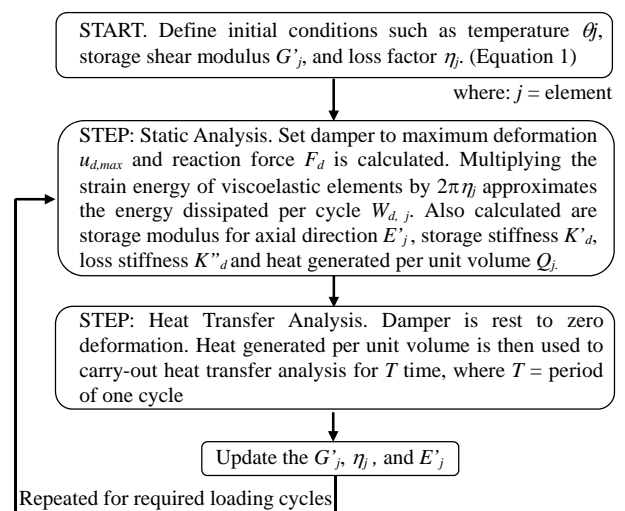 START. Define initial conditions such as temperature θj,
storage shear modulus G'j, and loss factor ηj. (Equation 1)
where: j = element
STEP: Static Analysis. Set damper to maximum deformation
ud,max and reaction force Fd is calculated. Multiplying the
strain energy of viscoelastic elements by 2πηj approximates
the energy dissipated per cycle Wd, j. Also calculated are
storage modulus for axial direction E'j, storage stiffness K'd,
loss stiffness K"d and heat generated per unit volume Qj.
STEP: Heat Transfer Analysis. Damper is rest to zero
deformation. Heat generated per unit volume is then used to
carry-out heat transfer analysis for T time, where T = period
of one cycle
Update the G'j, ηj , and E'j
Repeated for required loading cycles